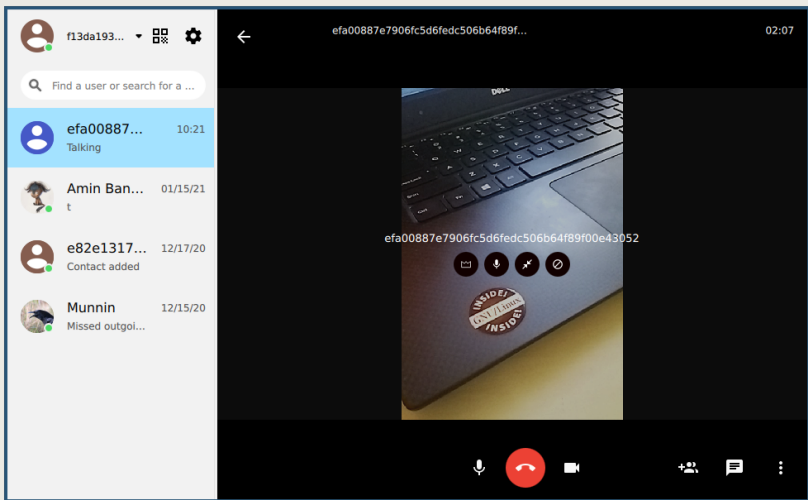 f13da193...
Find a user or search for a ...
efa00887...
10:21
Talking
Amin Ban...
01/15/21
t
e82e1317...
12/17/20
Contact added
Munnin
12/15/20
Missed outgoi...
efa00887e7906fc5d6fedc506b64f89f...
02:07
DELL
efa00887e7906fc5d6fedc506b64f89f00e43052
INSIDE!
GNU/Linux
INSIDE!